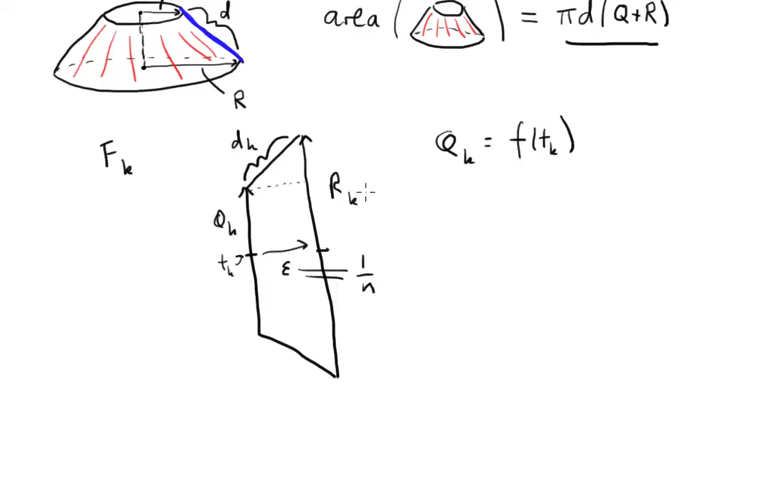 d
area ( ) = πd(Q+R)
R
F_k
d_k
Q_k = f(t_k)
R_k
Q_k
t_k
ε = 1/n